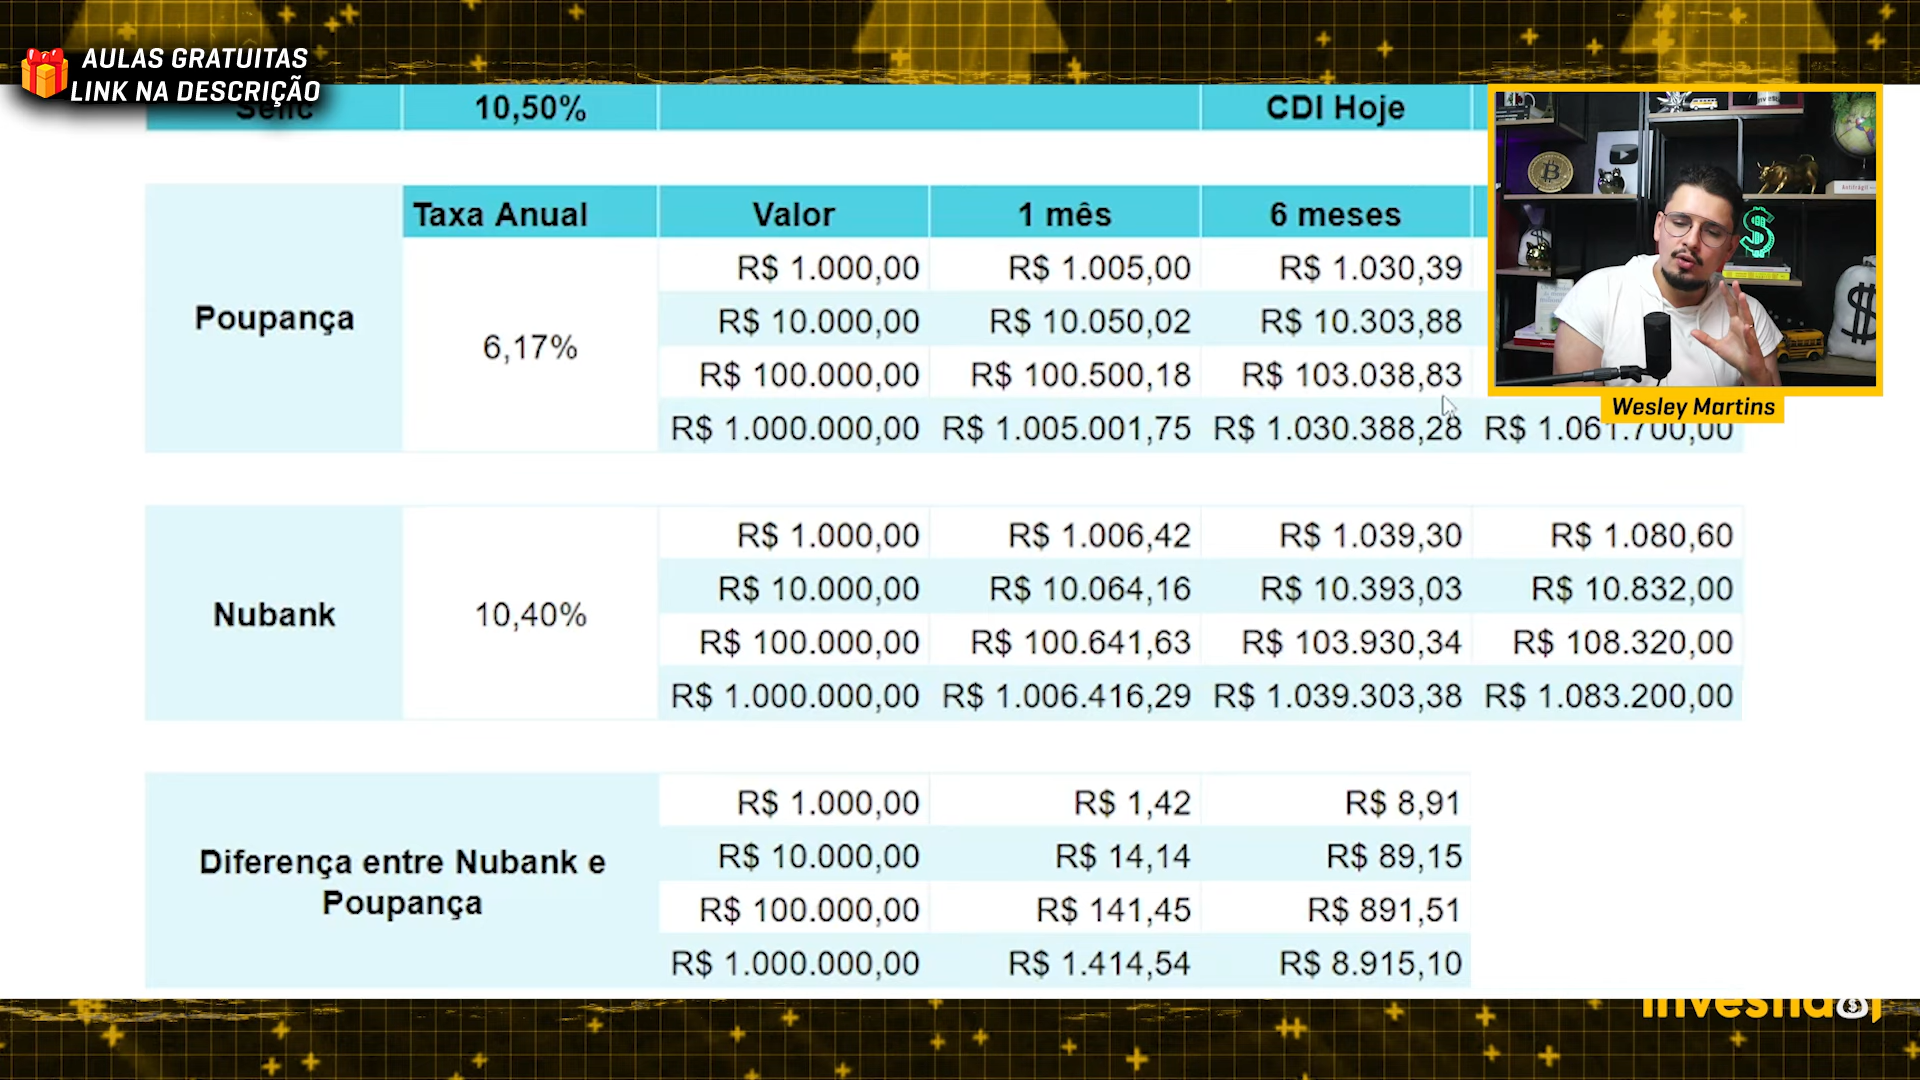 AULAS GRATUITAS
LINK NA DESCRIÇÃO
Selic 10,50% CDI Hoje
Taxa Anual Valor 1 mês 6 meses
Poupança 6,17%
R$ 1.000,00 R$ 1.005,00 R$ 1.030,39
R$ 10.000,00 R$ 10.050,02 R$ 10.303,88
R$ 100.000,00 R$ 100.500,18 R$ 103.038,83
R$ 1.000.000,00 R$ 1.005.001,75 R$ 1.030.388,28 R$ 1.061.700,00
Wesley Martins
Nubank 10,40%
R$ 1.000,00 R$ 1.006,42 R$ 1.039,30 R$ 1.080,60
R$ 10.000,00 R$ 10.064,16 R$ 10.393,03 R$ 10.832,00
R$ 100.000,00 R$ 100.641,63 R$ 103.930,34 R$ 108.320,00
R$ 1.000.000,00 R$ 1.006.416,29 R$ 1.039.303,38 R$ 1.083.200,00
Diferença entre Nubank e
Poupança
R$ 1.000,00 R$ 1,42 R$ 8,91
R$ 10.000,00 R$ 14,14 R$ 89,15
R$ 100.000,00 R$ 141,45 R$ 891,51
R$ 1.000.000,00 R$ 1.414,54 R$ 8.915,10